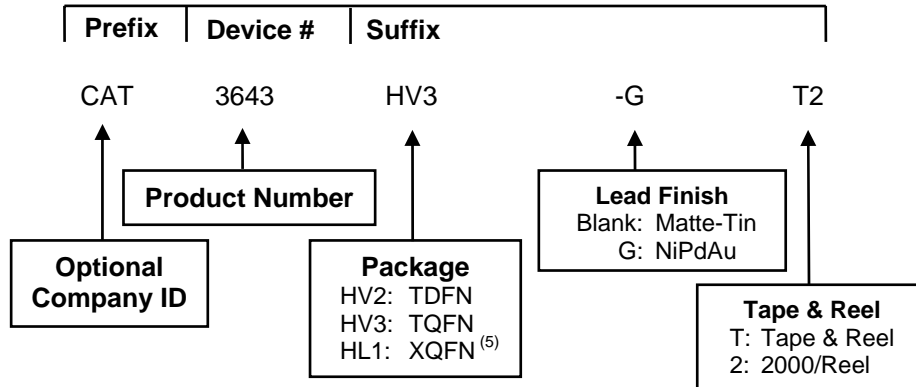 Prefix Device # Suffix
CAT 3643 HV3 -G T2
Product Number
Optional
Company ID
Package
HV2: TDFN
HV3: TQFN
HL1: XQFN (5)
Lead Finish
Blank: Matte-Tin
G: NiPdAu
Tape & Reel
T: Tape & Reel
2: 2000/Reel